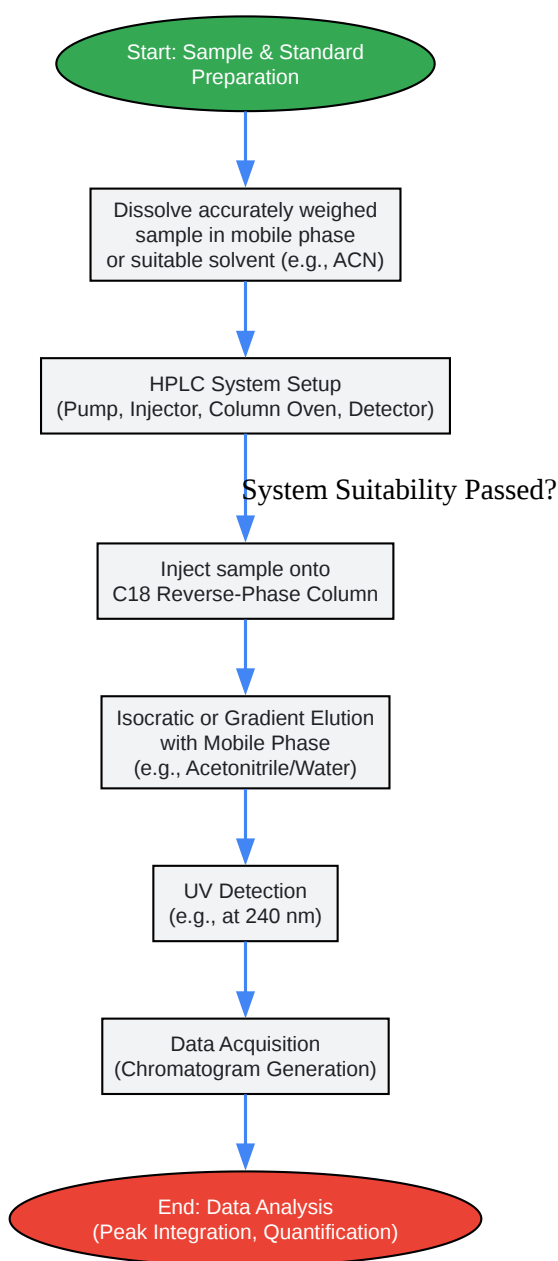 Start: Sample & Standard
Preparation
Dissolve accurately weighed
sample in mobile phase
or suitable solvent (e.g., ACN)
HPLC System Setup
(Pump, Injector, Column Oven, Detector)
System Suitability Passed?
Inject sample onto
C18 Reverse-Phase Column
Isocratic or Gradient Elution
with Mobile Phase
(e.g., Acetonitrile/Water)
UV Detection
(e.g., at 240 nm)
Data Acquisition
(Chromatogram Generation)
End: Data Analysis
(Peak Integration, Quantification)